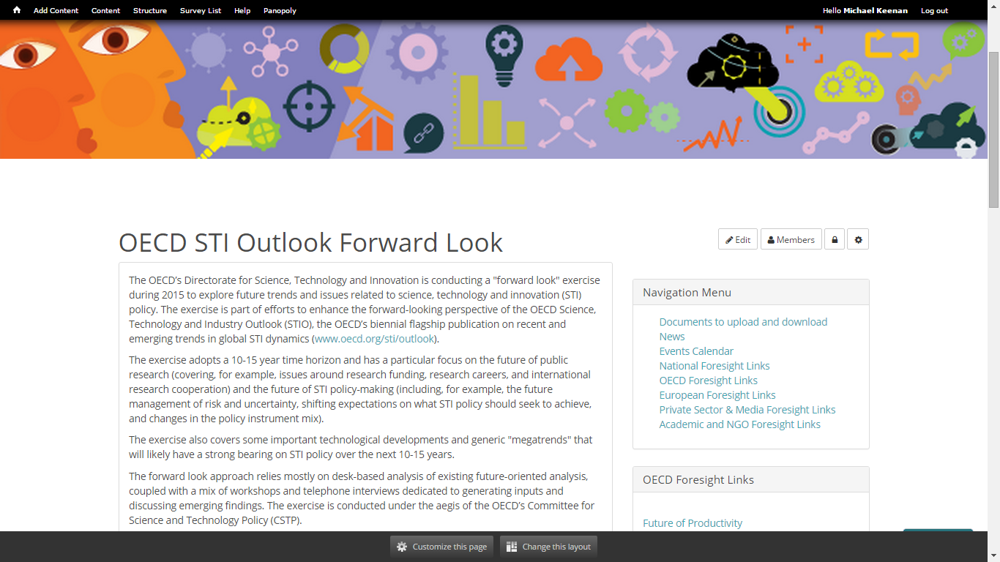 Add Content Content Structure Survey List Help Panopoly Hello Michael Keenan Log out
OECD STI Outlook Forward Look
Edit Members
The OECD’s Directorate for Science, Technology and Innovation is conducting a "forward look" exercise
during 2015 to explore future trends and issues related to science, technology and innovation (STI)
policy. The exercise is part of efforts to enhance the forward-looking perspective of the OECD Science,
Technology and Industry Outlook (STIO), the OECD’s biennial flagship publication on recent and
emerging trends in global STI dynamics (www.oecd.org/sti/outlook).
The exercise adopts a 10-15 year time horizon and has a particular focus on the future of public
research (covering, for example, issues around research funding, research careers, and international
research cooperation) and the future of STI policy-making (including, for example, the future
management of risk and uncertainty, shifting expectations on what STI policy should seek to achieve,
and changes in the policy instrument mix).
The exercise also covers some important technological developments and generic "megatrends" that
will likely have a strong bearing on STI policy over the next 10-15 years.
The forward look approach relies mostly on desk-based analysis of existing future-oriented analysis,
coupled with a mix of workshops and telephone interviews dedicated to generating inputs and
discussing emerging findings. The exercise is conducted under the aegis of the OECD’s Committee for
Science and Technology Policy (CSTP).
Navigation Menu
Documents to upload and download
News
Events Calendar
National Foresight Links
OECD Foresight Links
European Foresight Links
Private Sector & Media Foresight Links
Academic and NGO Foresight Links
OECD Foresight Links
Future of Productivity
Customize this page Change this layout